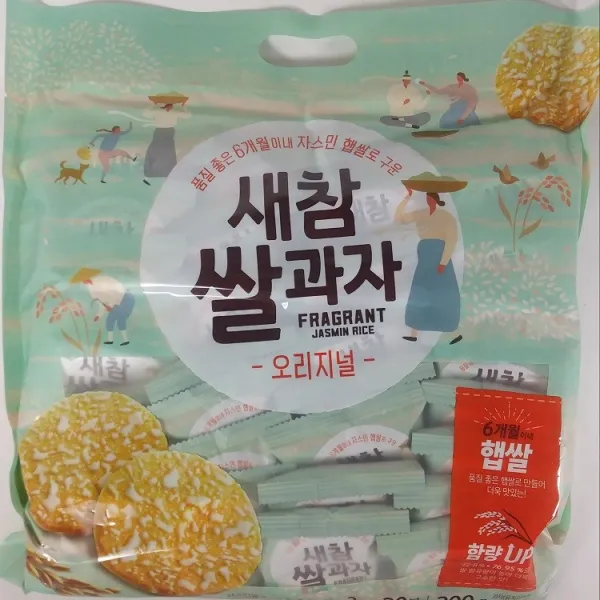 품질 좋은 6개월이내 자스민 햅쌀로 구운
새참
쌀과자
FRAGRANT
JASMIN RICE
- 오리지널 -
새참
새참
6개월이내
햅쌀
품질 좋은 햅쌀로 만들어
더욱 맛있는!
함량 UP
새참
쌀과자